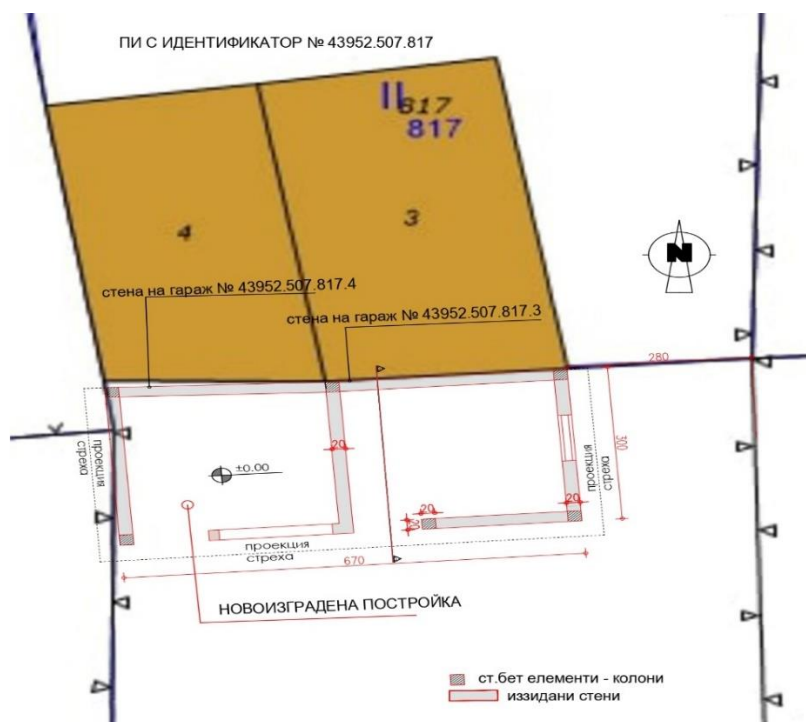 ПИ С ИДЕНТИФИКАТОР № 43952.507.817
II 817
817
4
3
N
стена на гараж № 43952.507.817.4
стена на гараж № 43952.507.817.3
280
проекция
стреха
20
±0.00
300
проекция
стреха
20
20
20
проекция
стреха
670
НОВОИЗГРАДЕНА ПОСТРОЙКА
ст.бет елементи - колони
иззидани стени